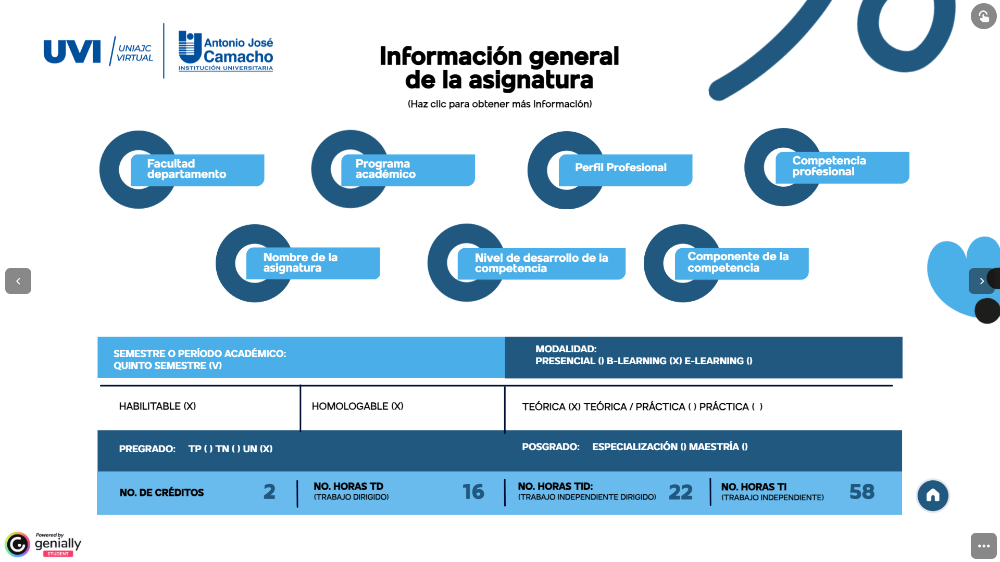 UVI
UNIAJC
VIRTUAL
Antonio José
Camacho
INSTITUCIÓN UNIVERSITARIA
Información general
de la asignatura
(Haz clic para obtener más información)
Facultad
departamento
Programa
académico
Perfil Profesional
Competencia
profesional
Nombre de la
asignatura
Nivel de desarrollo de la
competencia
Componente de la
competencia
SEMESTRE O PERÍODO ACADÉMICO:
QUINTO SEMESTRE (V)
MODALIDAD:
PRESENCIAL () B-LEARNING (X) E-LEARNING ()
HABILITABLE (X)
HOMOLOGABLE (X)
TEÓRICA (X) TEÓRICA / PRÁCTICA ( ) PRÁCTICA (  )
PREGRADO: TP ( ) TN ( ) UN (X)
POSGRADO: ESPECIALIZACIÓN () MAESTRÍA ()
NO. DE CRÉDITOS 2
NO. HORAS TD
(TRABAJO DIRIGIDO)
16
NO. HORAS TID:
(TRABAJO INDEPENDIENTE DIRIGIDO)
22
NO. HORAS TI
(TRABAJO INDEPENDIENTE)
58
Powered by
genially
STUDENT